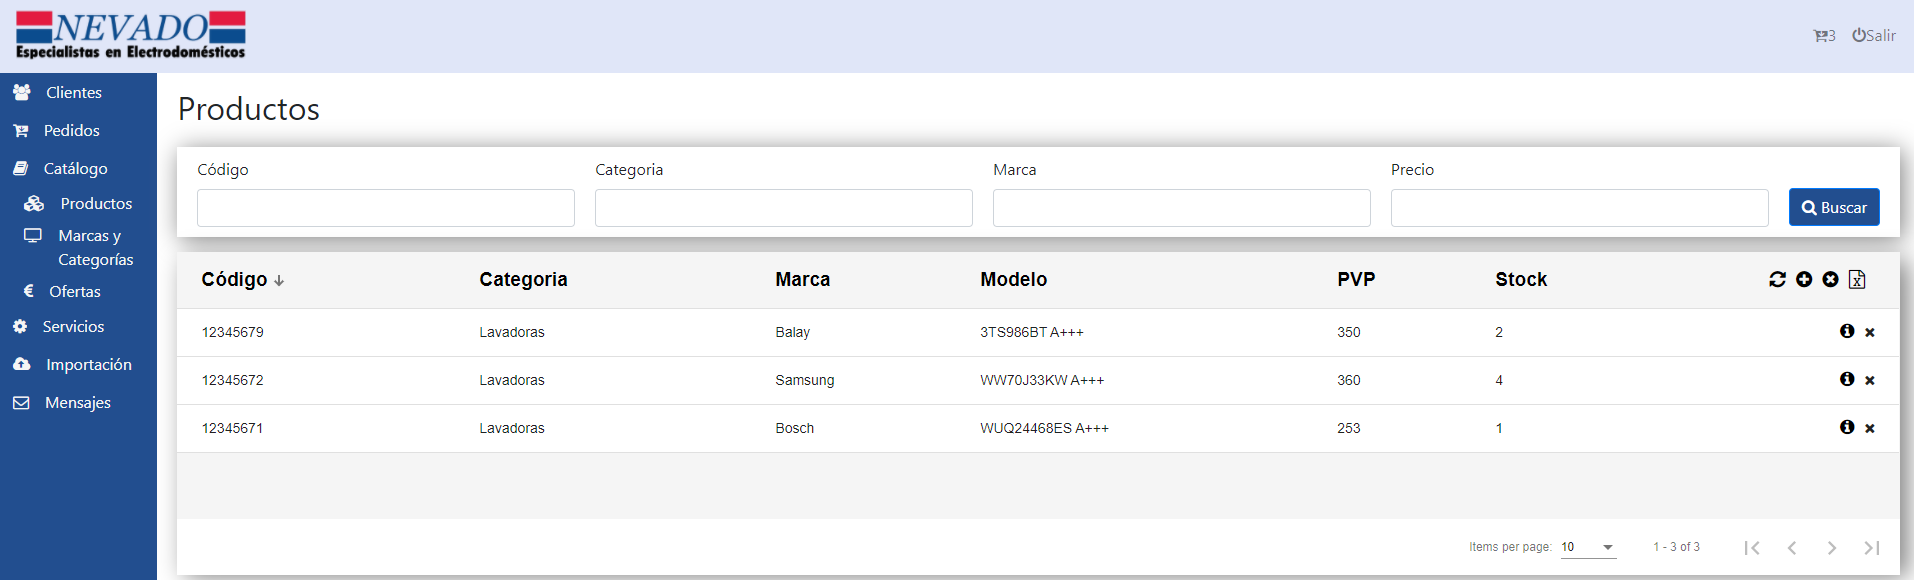 NEVADO
Especialistas en Electrodomésticos
3 Salir
Clientes
Pedidos
Catálogo
Productos
Marcas y
Categorías
Ofertas
Servicios
Importación
Mensajes
Productos
Código Categoria Marca Precio
Buscar
Código Categoria Marca Modelo PVP Stock
12345679 Lavadoras Balay 3TS986BT A+++ 350 2
12345672 Lavadoras Samsung WW70J33KW A+++ 360 4
12345671 Lavadoras Bosch WUQ24468ES A+++ 253 1
Items per page: 10 1 - 3 of 3